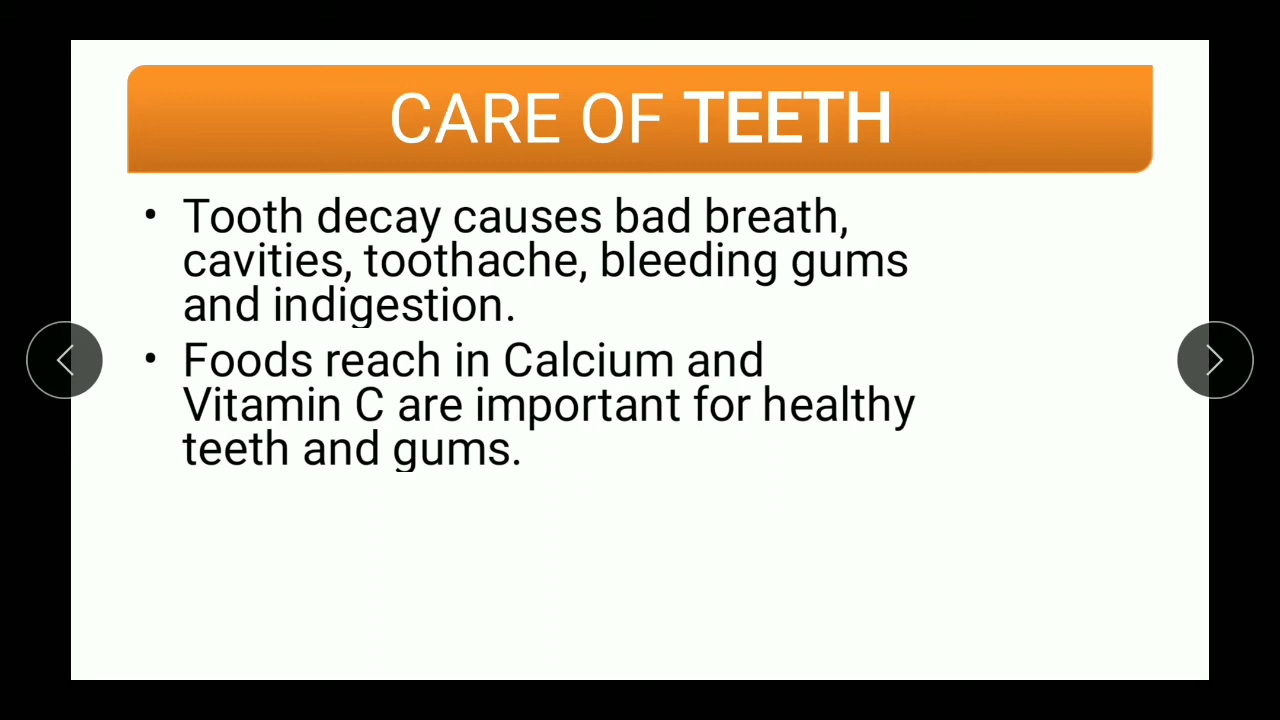 CARE OF TEETH
• Tooth decay causes bad breath,
cavities, toothache, bleeding gums
and indigestion.
• Foods reach in Calcium and
Vitamin C are important for healthy
teeth and gums.